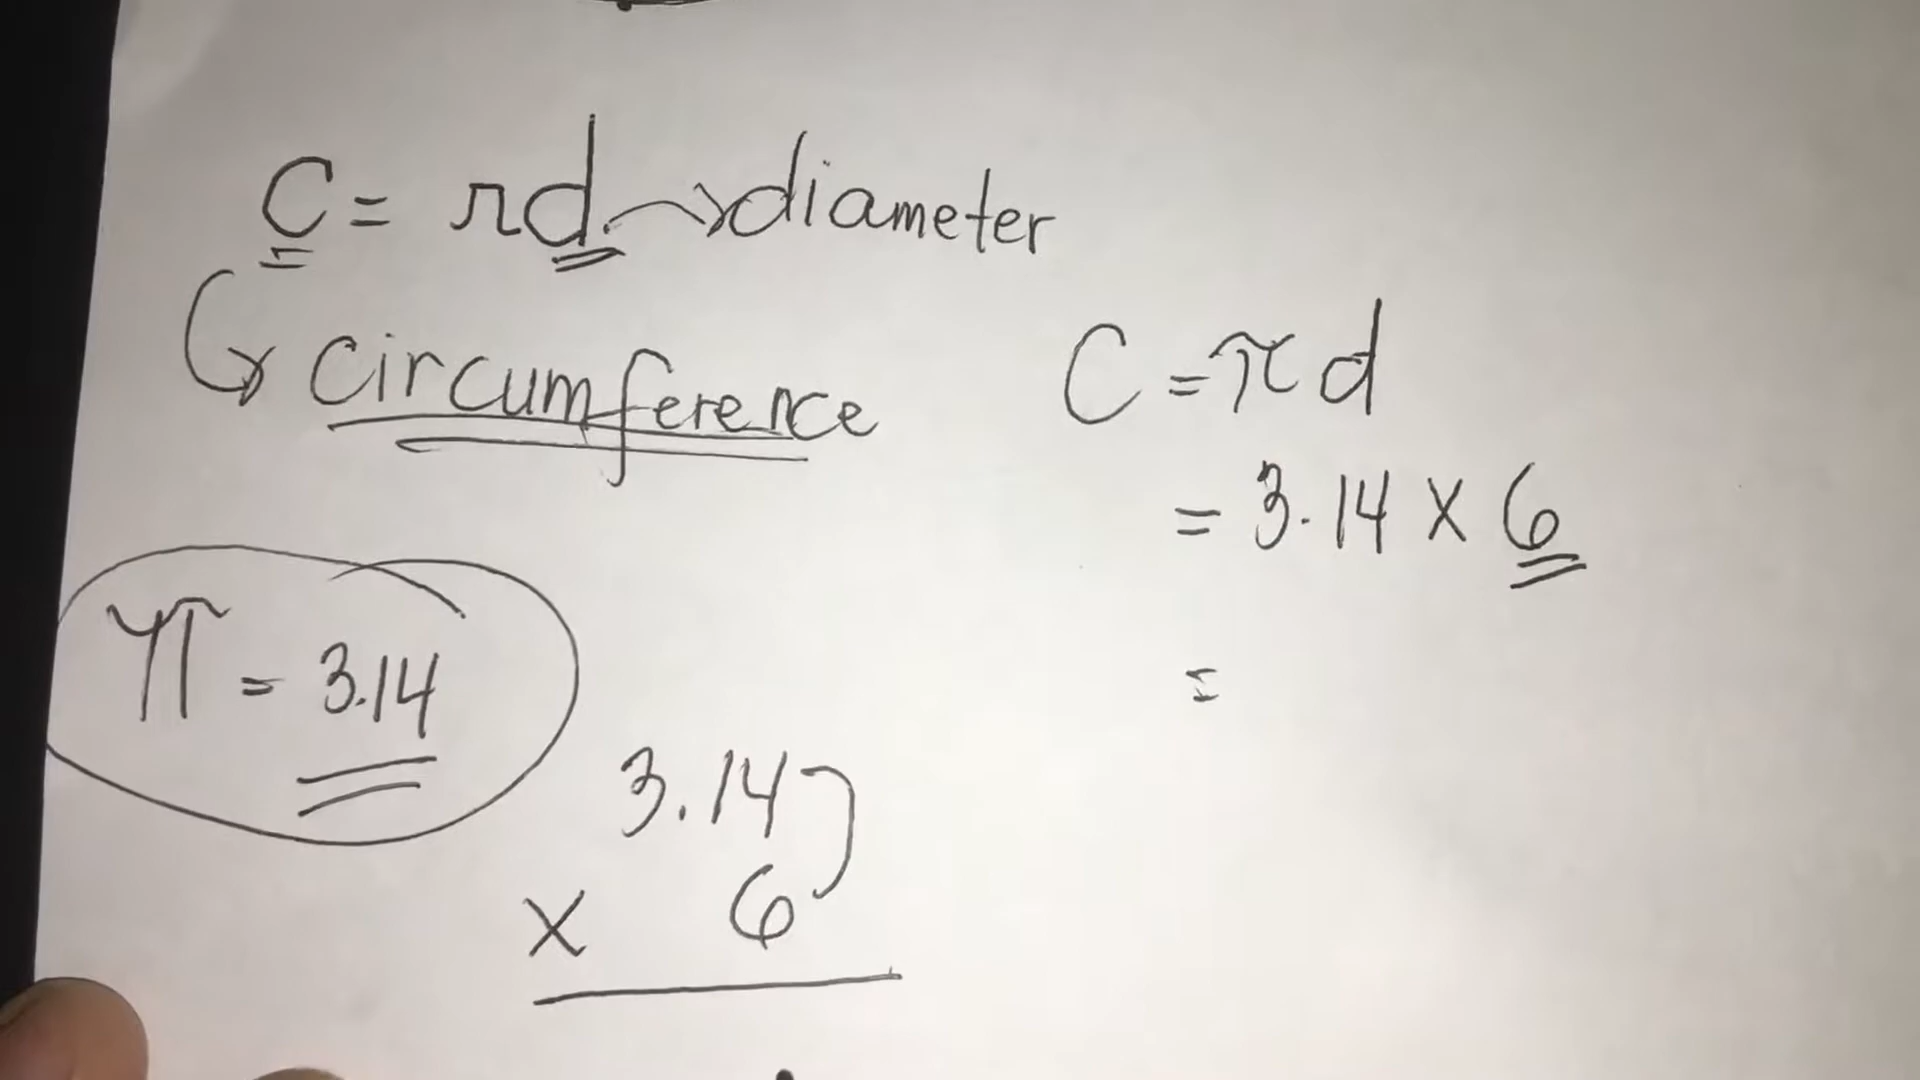 C = πd → diameter
↳ circumference
C = πd
= 3.14 x 6
=
π = 3.14
3.14
x 6